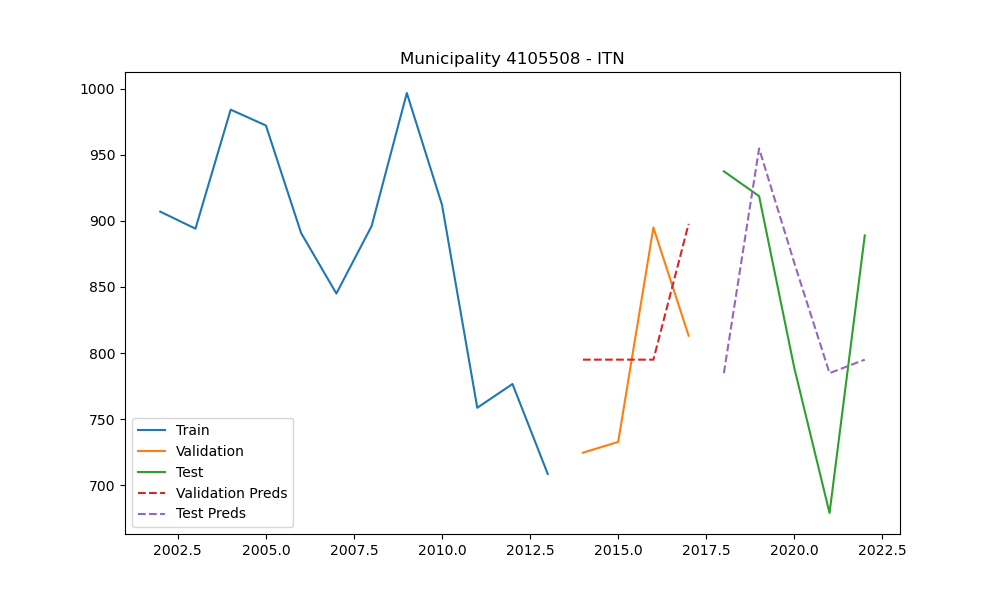 Municipality 4105508 - ITN
1000
950
900
850
800
750
700
Train
Validation
Test
Validation Preds
Test Preds
2002.5 2005.0 2007.5 2010.0 2012.5 2015.0 2017.5 2020.0 2022.5